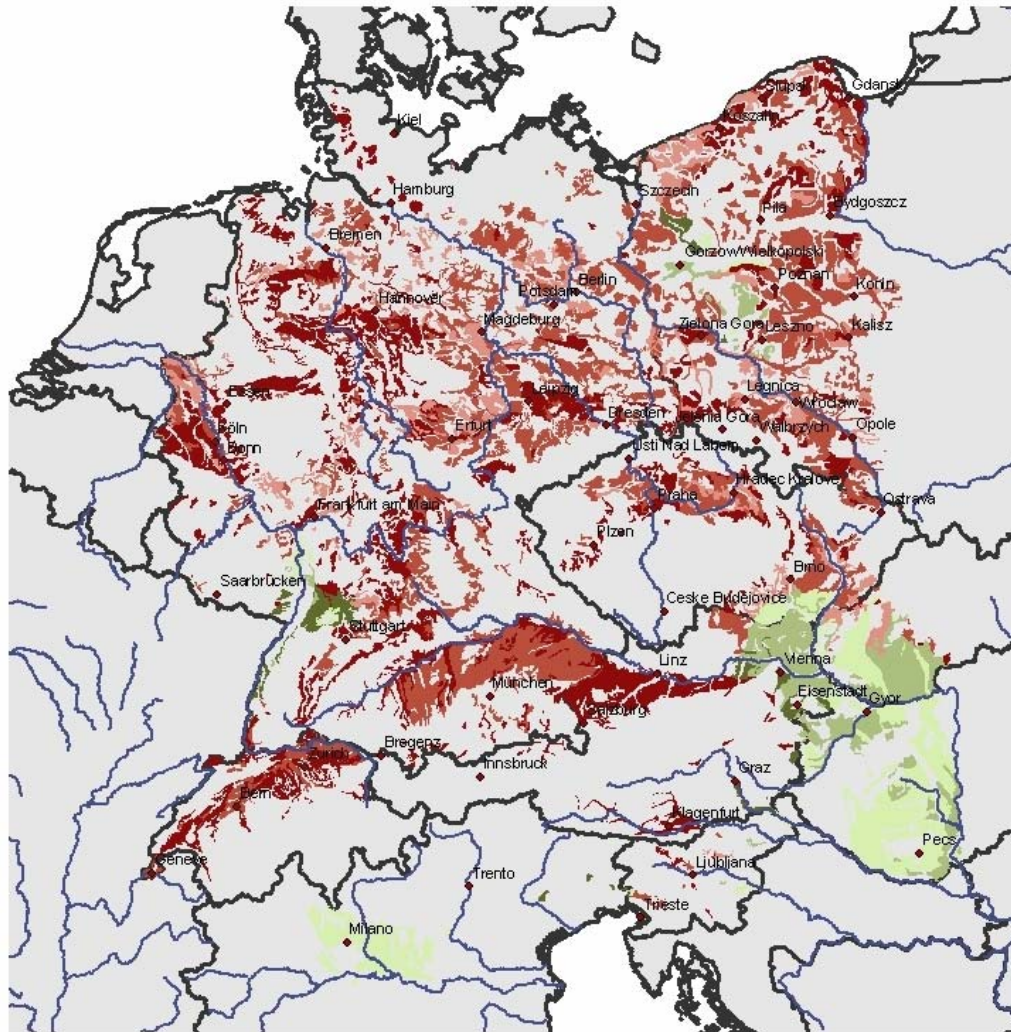 Slupsk
Gdansk
Koszalin
Kiel
Hamburg
Szczecin
Pila
Bydgoszcz
Bremen
Gorzow Wielkopolski
Poznan
Berlin
Potsdam
Konin
Hannover
Magdeburg
Zielona Gora
Leszno
Kalisz
Essen
Leipzig
Legnica
Wroclaw
Dresden
Jelenia Gora
Köln
Erfurt
Walbrzych
Opole
Bonn
Usti Nad Labem
Hradec Kralove
Praha
Ostrava
Frankfurt am Main
Plzen
Saarbrücken
Brno
Ceske Budejovice
Stuttgart
Linz
Vienna
München
Eisenstadt
Gyor
Salzburg
Zurich
Bregenz
Innsbruck
Graz
Bern
Klagenfurt
Pecs
Geneve
Ljubljana
Trento
Trieste
Milano